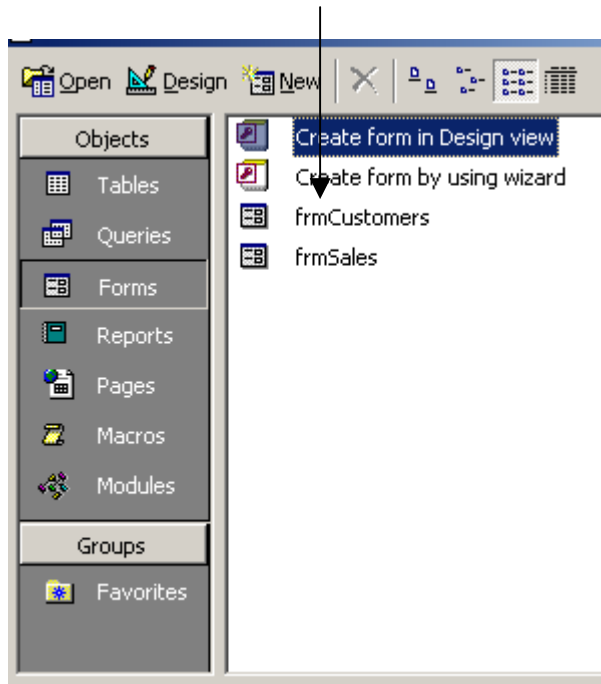 Open Design New
Objects
Tables
Queries
Forms
Reports
Pages
Macros
Modules
Groups
Favorites
Create form in Design view
Create form by using wizard
frmCustomers
frmSales